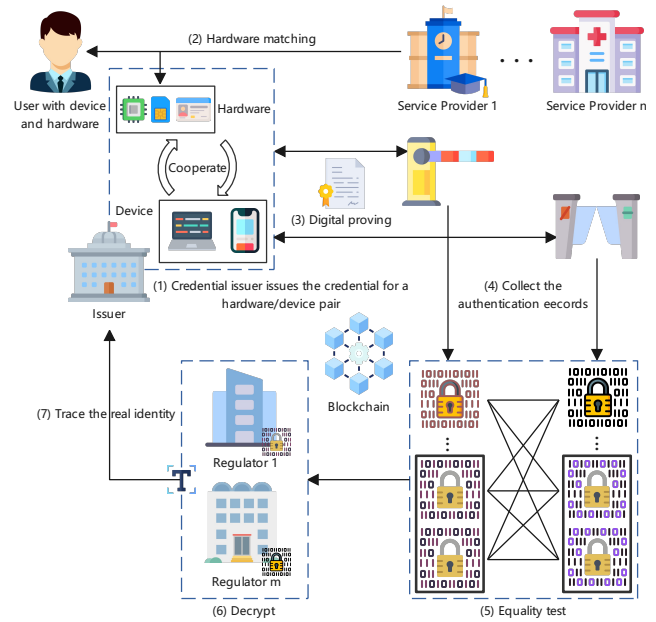 (2) Hardware matching
User with device
and hardware
Hardware
Service Provider 1
...
Service Provider n
Cooperate
Device
(3) Digital proving
(1) Credential issuer issues the credential for a
hardware/device pair
(4) Collect the
authentication eecords
Issuer
Blockchain
(7) Trace the real identity
Regulator 1
T
Regulator m
(6) Decrypt
(5) Equality test